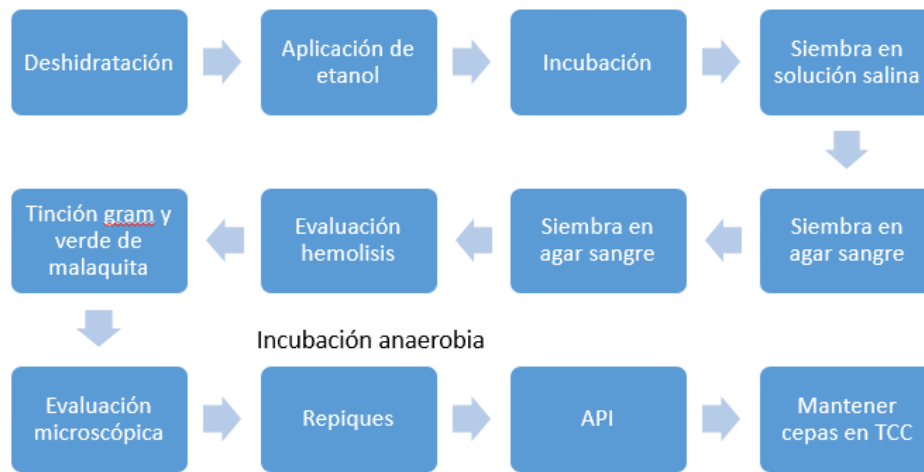 Deshidratación
Aplicación de
etanol
Incubación
Siembra en
solución salina
Siembra en
agar sangre
Siembra en
agar sangre
Evaluación
hemolisis
Tinción gram y
verde de
malaquita
Incubación anaerobia
Evaluación
microscópica
Repiques
API
Mantener
cepas en TCC